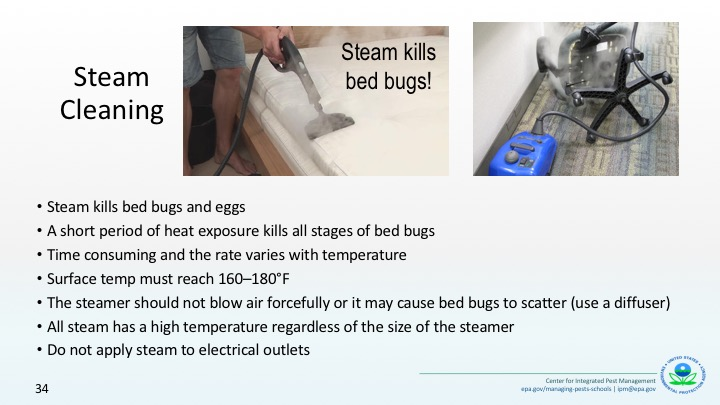 Steam
Cleaning
Steam kills
bed bugs!
• Steam kills bed bugs and eggs
• A short period of heat exposure kills all stages of bed bugs
• Time consuming and the rate varies with temperature
• Surface temp must reach 160–180°F
• The steamer should not blow air forcefully or it may cause bed bugs to scatter (use a diffuser)
• All steam has a high temperature regardless of the size of the steamer
• Do not apply steam to electrical outlets
34
Center for Integrated Pest Management
epa.gov/managing-pests-schools | ipm@epa.gov
UNITED STATES